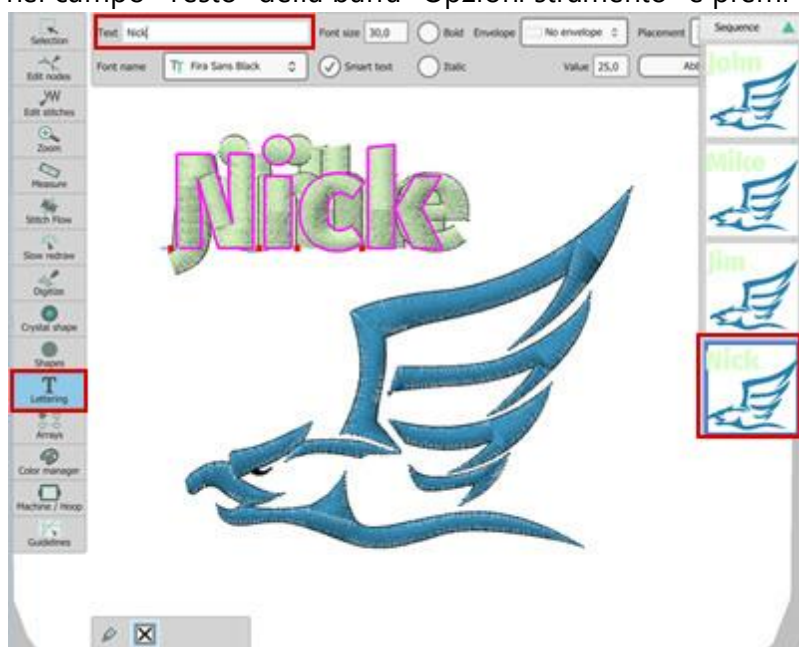 nel campo "Testo" della barra "Opzioni strumento" e premi
Selection
Text Nick Font size 30,0 Bold Envelope No envelope Placement
Sequence
Edit nodes
Font name Fira Sans Black Smart text Italic Value 25,0
John
Edit stitches
Zoom
Measure
Mike
Stitch Flow
Nick
Slow redraw
Jim
Digitize
Crystal shape
Shapes
Nick
Lettering
Arrays
Color manager
Machine / Hoop
Guidelines